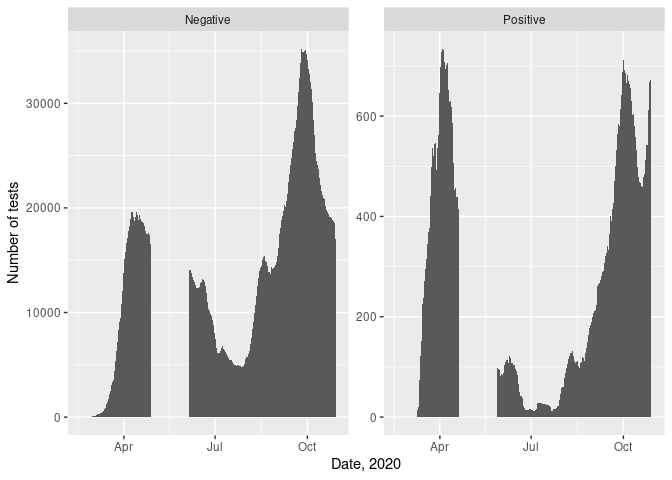 Negative
Positive
Number of tests
30000
20000
10000
0
600
400
200
0
Apr
Jul
Oct
Apr
Jul
Oct
Date, 2020